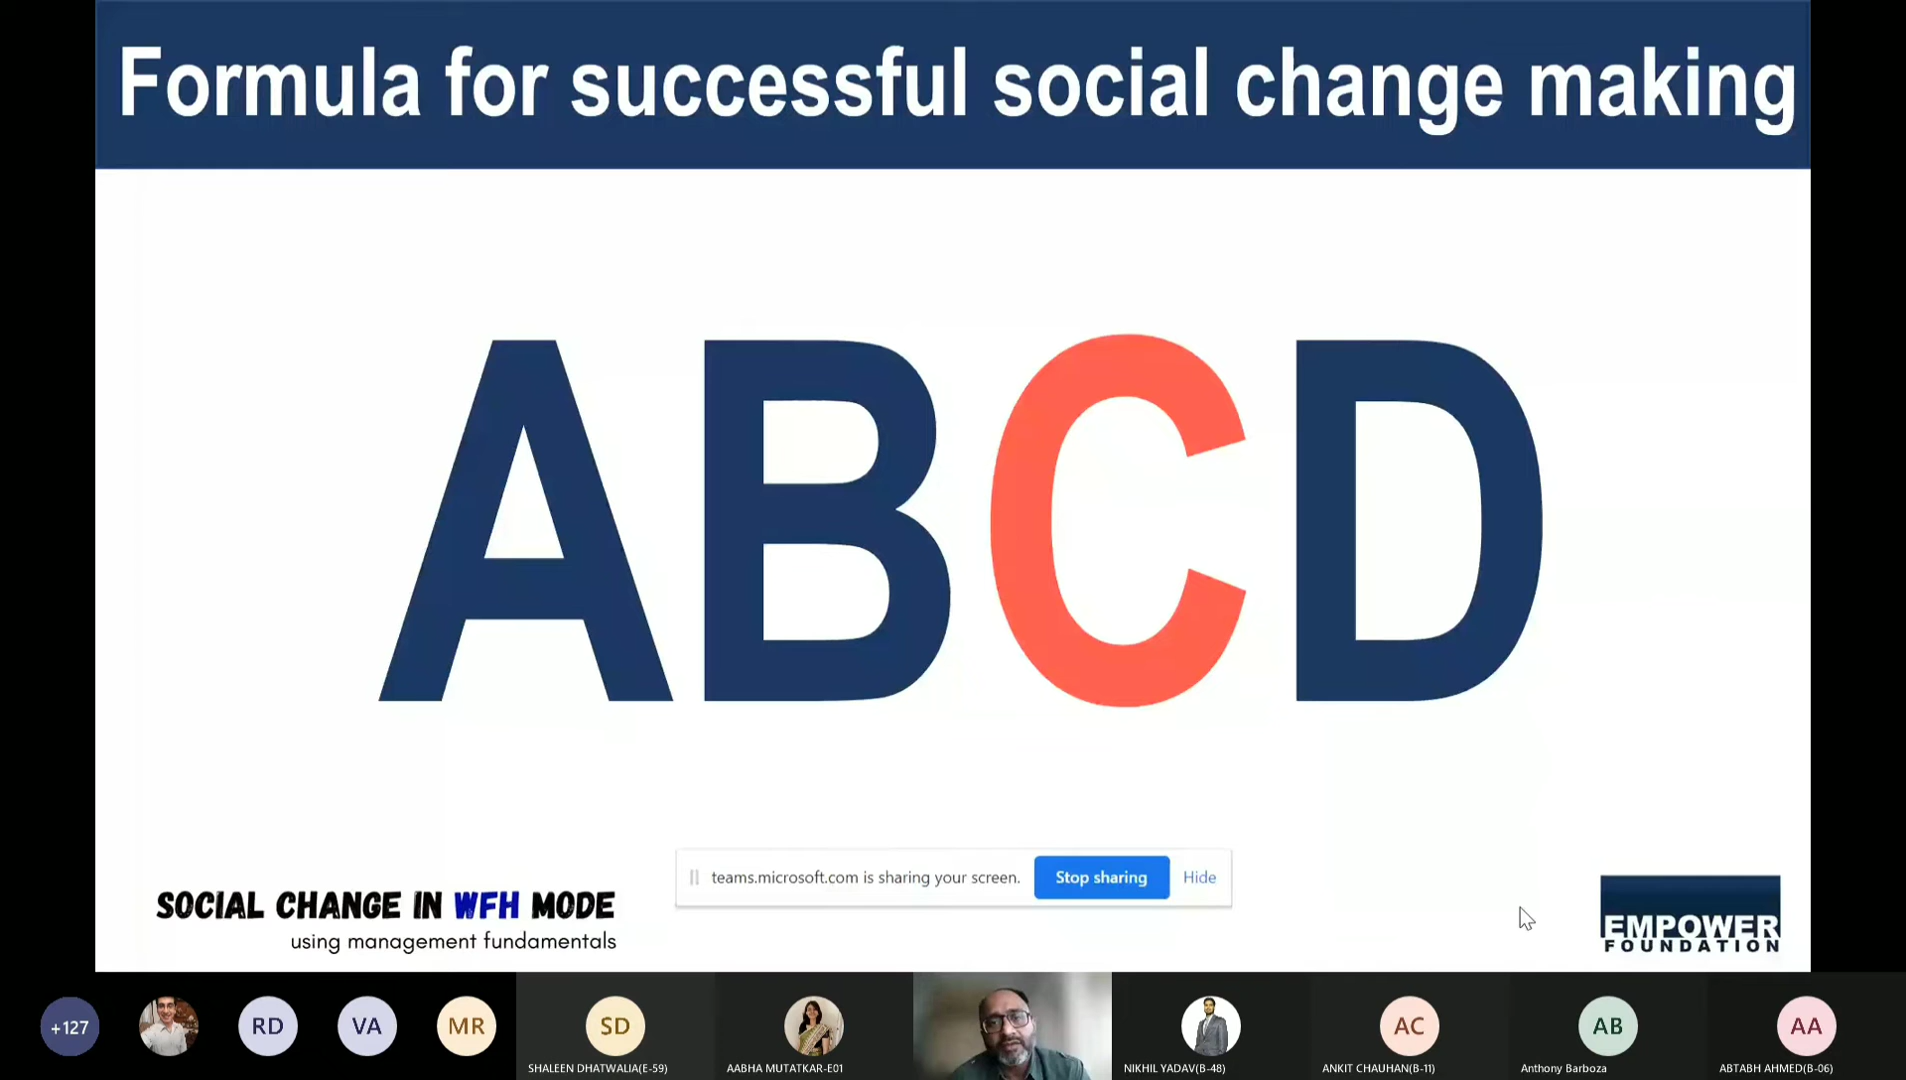 Formula for successful social change making
ABCD
teams.microsoft.com is sharing your screen. Stop sharing Hide
SOCIAL CHANGE IN WFH MODE
using management fundamentals
EMPOWER
FOUNDATION
+127 RD VA MR SD AC AB AA
SHALEEN DHATWALIA(E-59) AABHA MUTATKAR-E01 NIKHIL YADAV(B-48) ANKIT CHAUHAN(B-11) Anthony Barboza ABTABH AHMED(B-06)